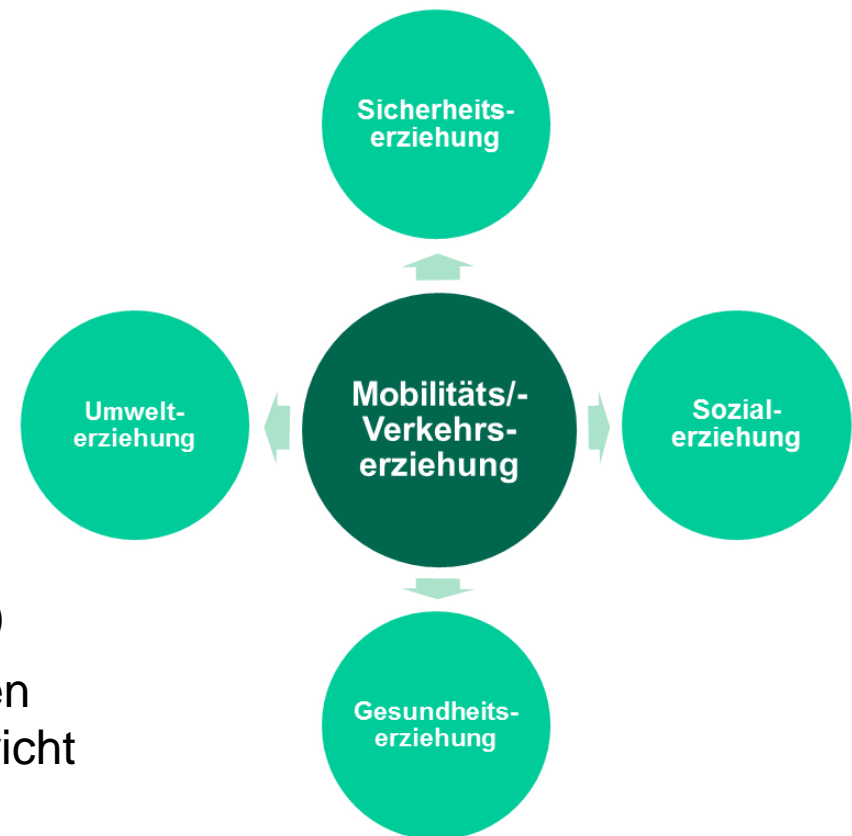 Sicherheits-
erziehung
Umwelt-
erziehung
Mobilitäts/-
Verkehrs-
erziehung
Sozial-
erziehung
Gesundheits-
erziehung
)
en
icht